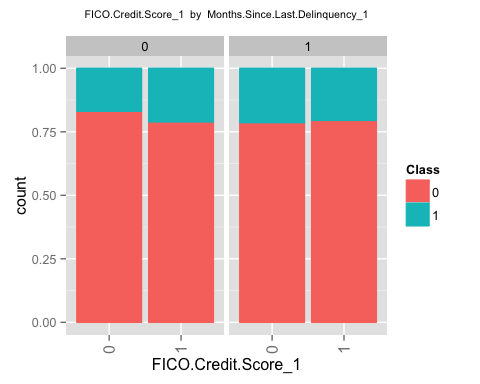 FICO.Credit.Score_1 by Months.Since.Last.Delinquency_1
0 1
1.00
0.75
0.50
0.25
0.00
count
0 1 0 1
FICO.Credit.Score_1
Class
0
1